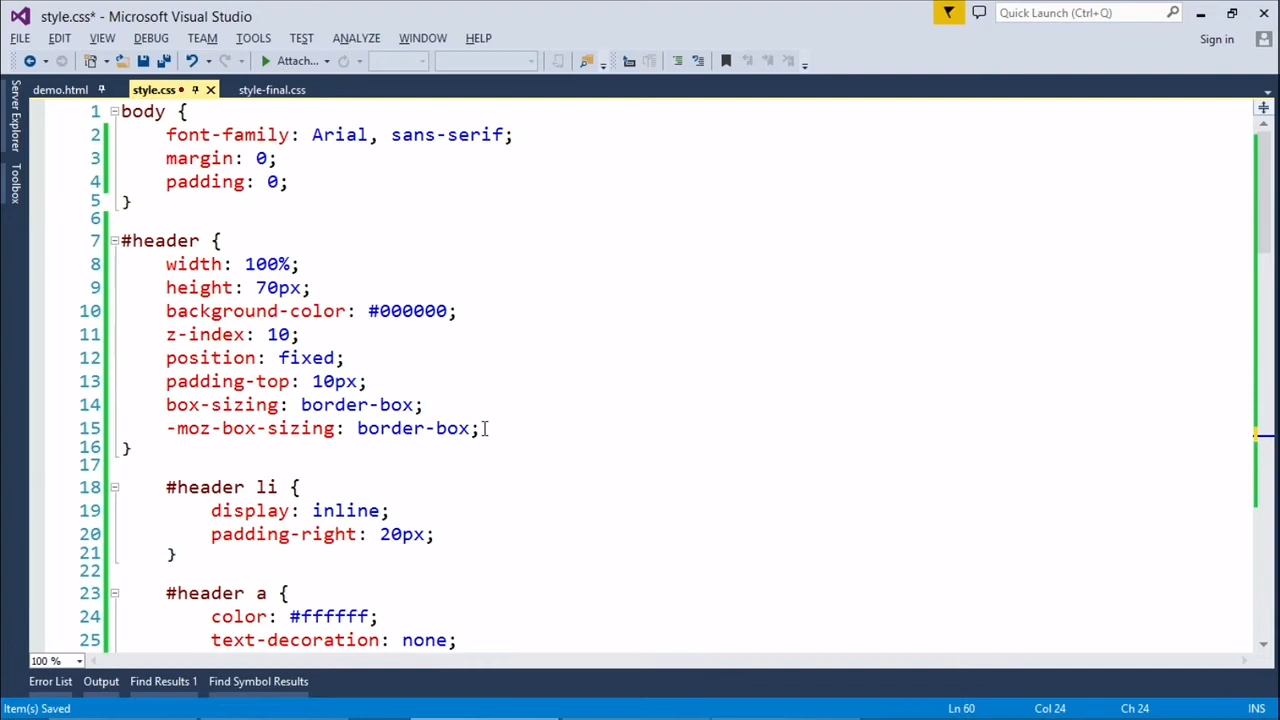 style.css* - Microsoft Visual Studio
Quick Launch (Ctrl+Q)
FILE EDIT VIEW DEBUG TEAM TOOLS TEST ANALYZE WINDOW HELP
Sign in
Attach...
Server Explorer
Toolbox
demo.html style.css style-final.css
1 body {
2 font-family: Arial, sans-serif;
3 margin: 0;
4 padding: 0;
5 }
6
7 #header {
8 width: 100%;
9 height: 70px;
10 background-color: #000000;
11 z-index: 10;
12 position: fixed;
13 padding-top: 10px;
14 box-sizing: border-box;
15 -moz-box-sizing: border-box;
16 }
17
18 #header li {
19 display: inline;
20 padding-right: 20px;
21 }
22
23 #header a {
24 color: #ffffff;
25 text-decoration: none;
100 %
Error List Output Find Results 1 Find Symbol Results
Item(s) Saved Ln 60 Col 24 Ch 24 INS